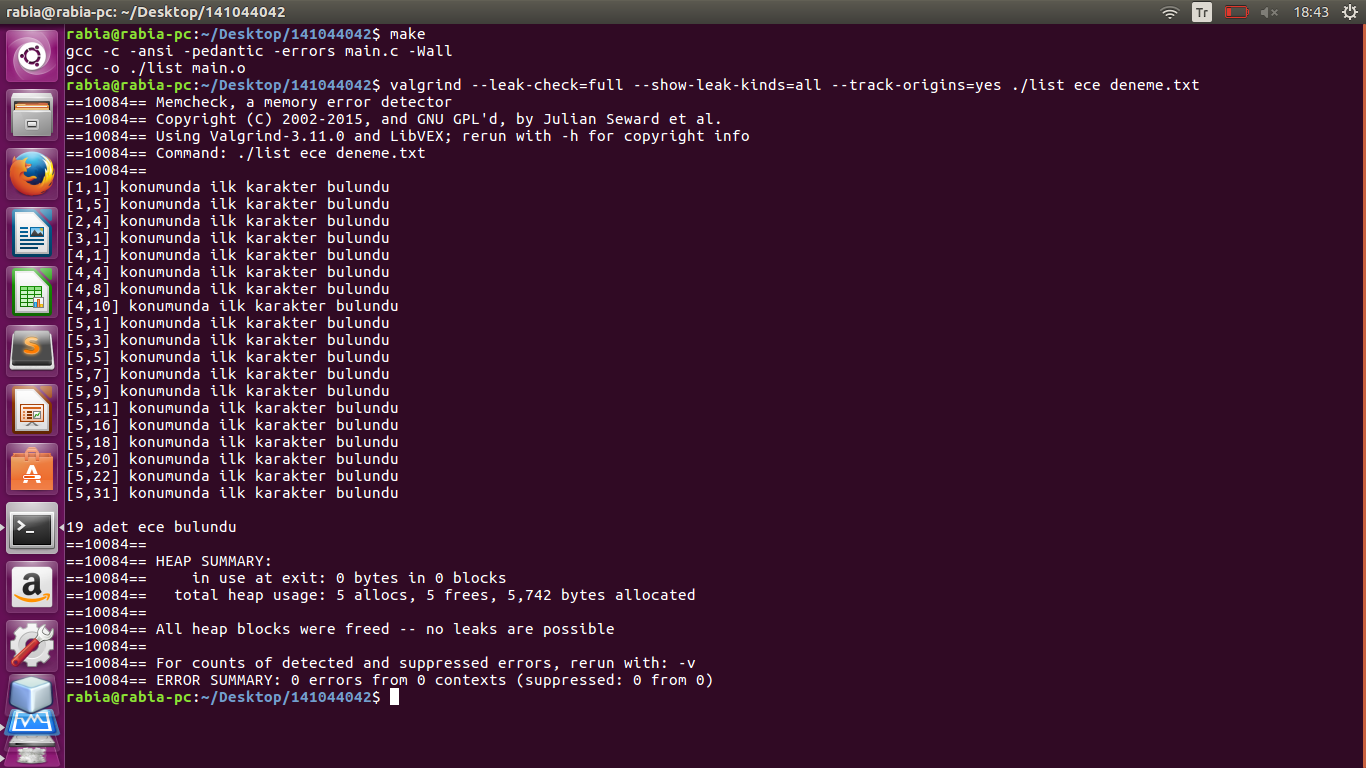 rabia@rabia-pc: ~/Desktop/141044042
Tr
18:43
rabia@rabia-pc:~/Desktop/141044042$ make
gcc -c -ansi -pedantic -errors main.c -Wall
gcc -o ./list main.o
rabia@rabia-pc:~/Desktop/141044042$ valgrind --leak-check=full --show-leak-kinds=all --track-origins=yes ./list ece deneme.txt
==10084== Memcheck, a memory error detector
==10084== Copyright (C) 2002-2015, and GNU GPL'd, by Julian Seward et al.
==10084== Using Valgrind-3.11.0 and LibVEX; rerun with -h for copyright info
==10084== Command: ./list ece deneme.txt
==10084==
[1,1] konumunda ilk karakter bulundu
[1,5] konumunda ilk karakter bulundu
[2,4] konumunda ilk karakter bulundu
[3,1] konumunda ilk karakter bulundu
[4,1] konumunda ilk karakter bulundu
[4,4] konumunda ilk karakter bulundu
[4,8] konumunda ilk karakter bulundu
[4,10] konumunda ilk karakter bulundu
[5,1] konumunda ilk karakter bulundu
[5,3] konumunda ilk karakter bulundu
[5,5] konumunda ilk karakter bulundu
[5,7] konumunda ilk karakter bulundu
[5,9] konumunda ilk karakter bulundu
[5,11] konumunda ilk karakter bulundu
[5,16] konumunda ilk karakter bulundu
[5,18] konumunda ilk karakter bulundu
[5,20] konumunda ilk karakter bulundu
[5,22] konumunda ilk karakter bulundu
[5,31] konumunda ilk karakter bulundu
19 adet ece bulundu
==10084==
==10084== HEAP SUMMARY:
==10084==     in use at exit: 0 bytes in 0 blocks
==10084==   total heap usage: 5 allocs, 5 frees, 5,742 bytes allocated
==10084==
==10084== All heap blocks were freed -- no leaks are possible
==10084==
==10084== For counts of detected and suppressed errors, rerun with: -v
==10084== ERROR SUMMARY: 0 errors from 0 contexts (suppressed: 0 from 0)
rabia@rabia-pc:~/Desktop/141044042$